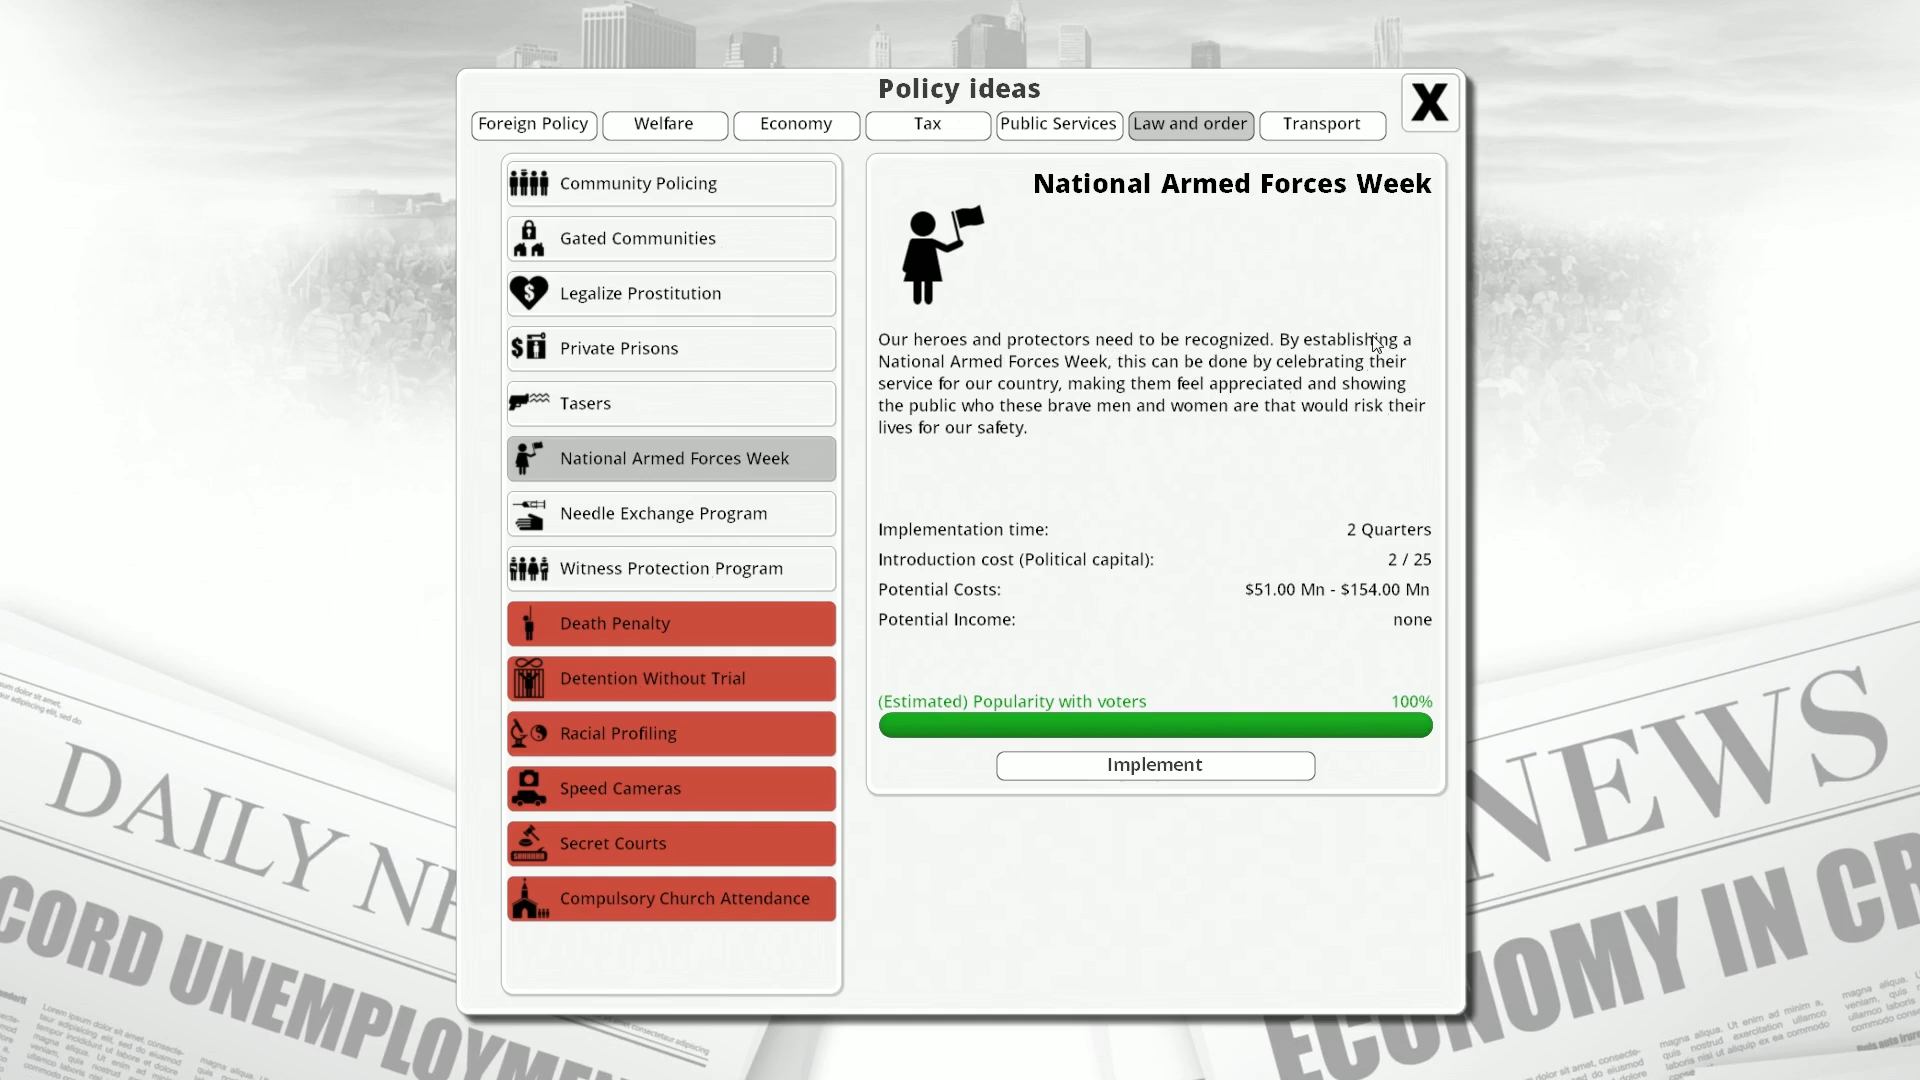 Policy ideas
X
Foreign Policy
Welfare
Economy
Tax
Public Services
Law and order
Transport
Community Policing
Gated Communities
Legalize Prostitution
Private Prisons
Tasers
National Armed Forces Week
Needle Exchange Program
Witness Protection Program
Death Penalty
Detention Without Trial
Racial Profiling
Speed Cameras
Secret Courts
Compulsory Church Attendance
National Armed Forces Week
Our heroes and protectors need to be recognized. By establishing a
National Armed Forces Week, this can be done by celebrating their
service for our country, making them feel appreciated and showing
the public who these brave men and women are that would risk their
lives for our safety.
Implementation time: 2 Quarters
Introduction cost (Political capital): 2 / 25
Potential Costs: $51.00 Mn - $154.00 Mn
Potential Income: none
(Estimated) Popularity with voters 100%
Implement
DAILY NE
CORD UNEMPLOYM
NEWS
ECONOMY IN CR